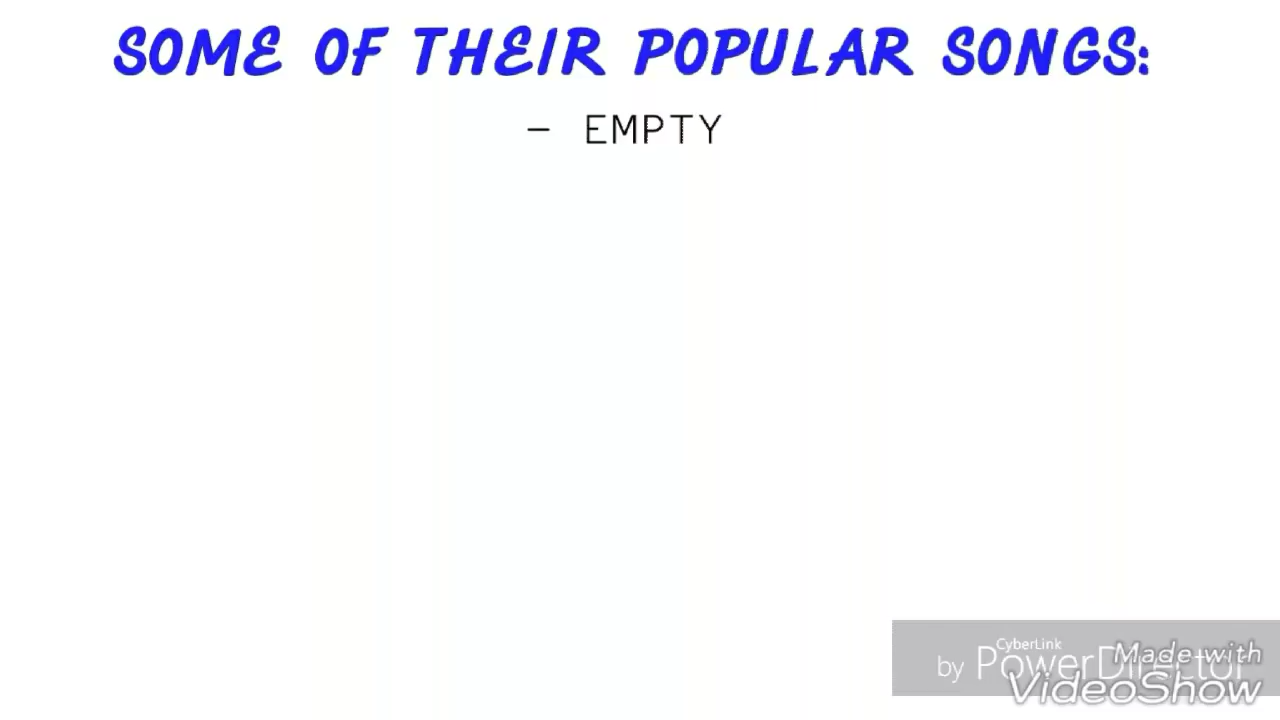 SOME OF THEIR POPULAR SONGS:
- EMPTY
CyberLink
by PowerDirector
Made with
VideoShow